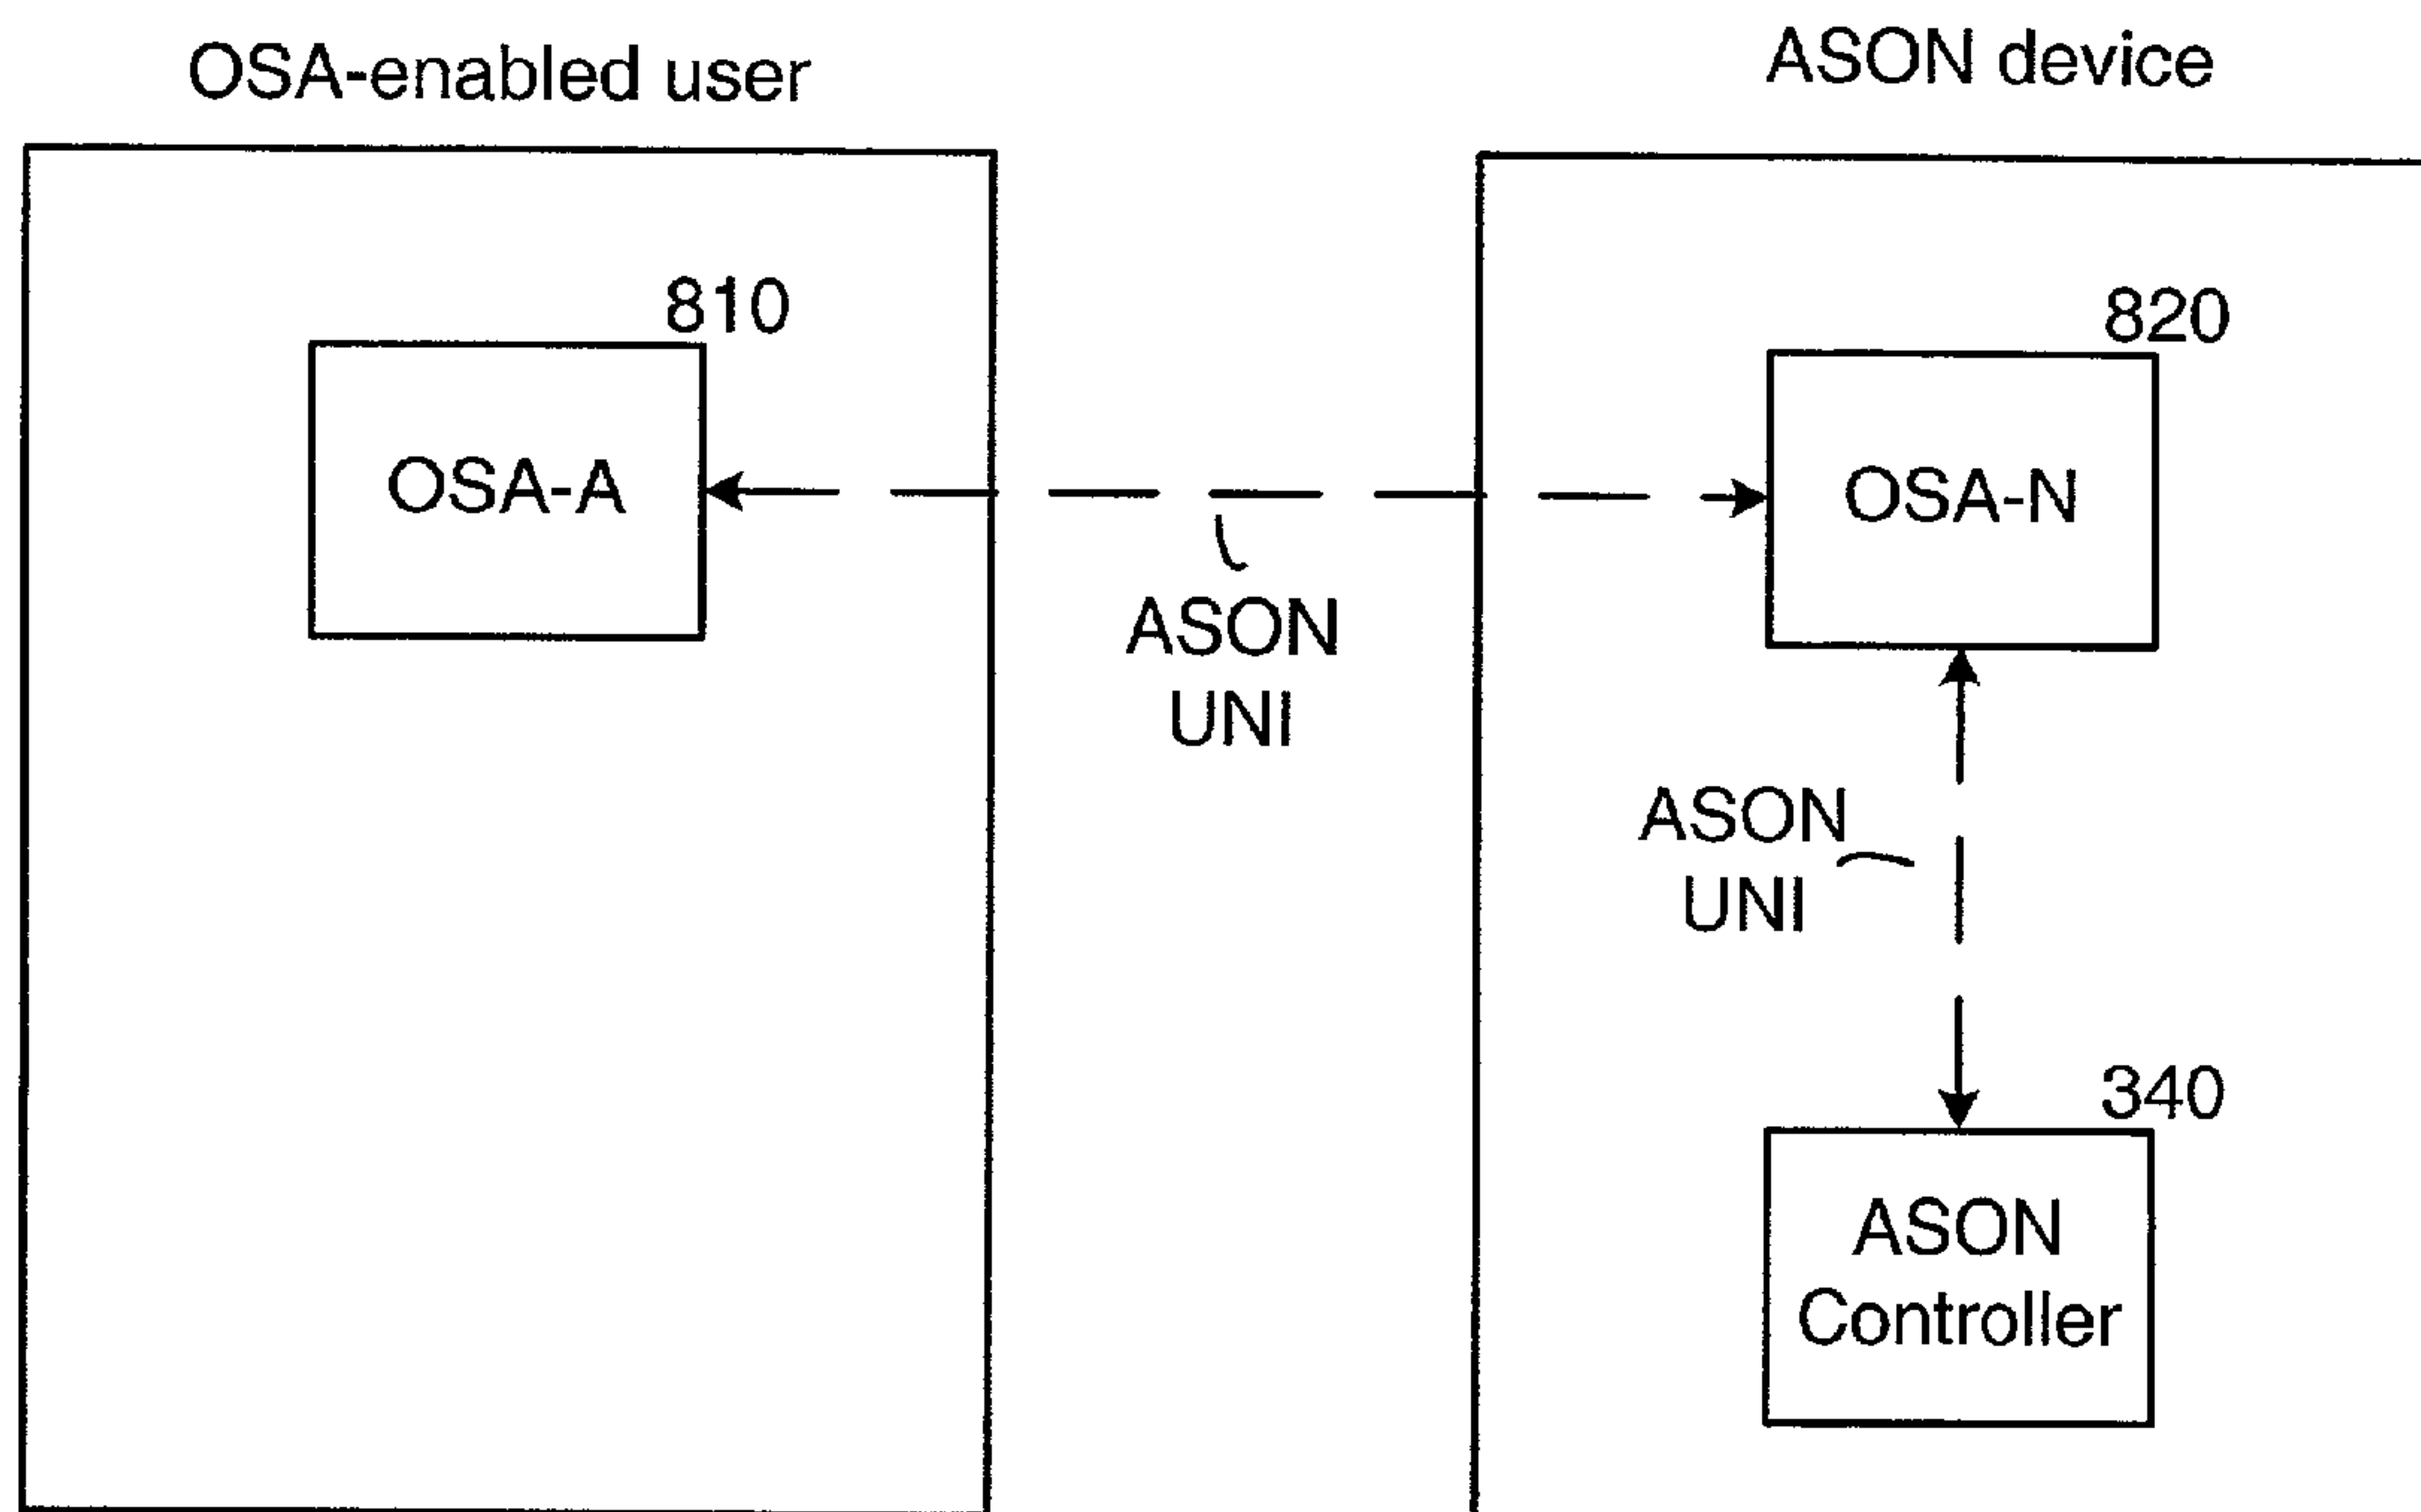 OSA-enabled user
ASON device
810
820
OSA-A
OSA-N
ASON
UNI
ASON
UNI
340
ASON
Controller